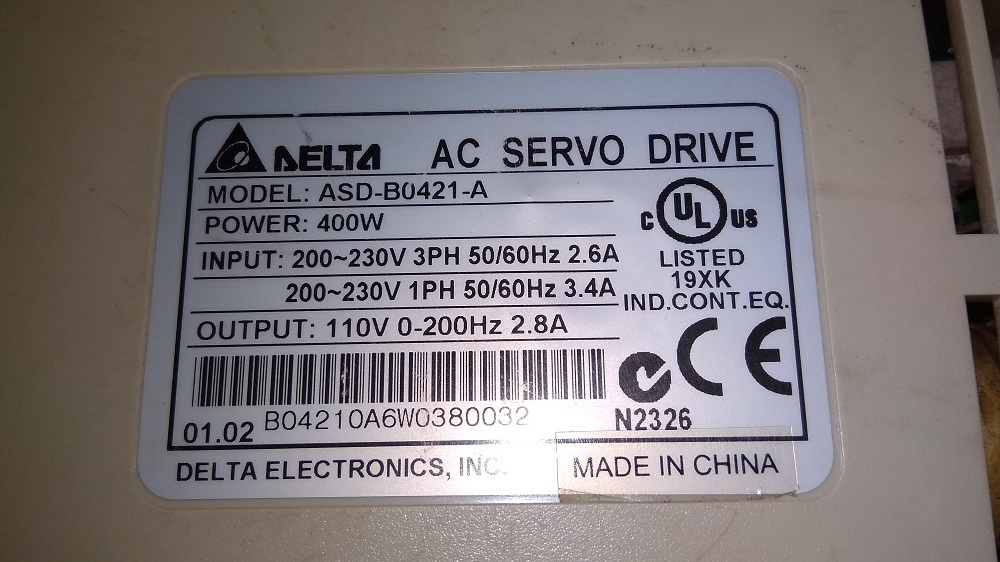 DELTA AC SERVO DRIVE
MODEL: ASD-B0421-A
POWER: 400W
INPUT: 200~230V 3PH 50/60Hz 2.6A
200~230V 1PH 50/60Hz 3.4A
OUTPUT: 110V 0-200Hz 2.8A
C UL US
LISTED
19XK
IND.CONT.EQ.
CE
N2326
B04210A6W0380032
01.02
DELTA ELECTRONICS, INC.
MADE IN CHINA